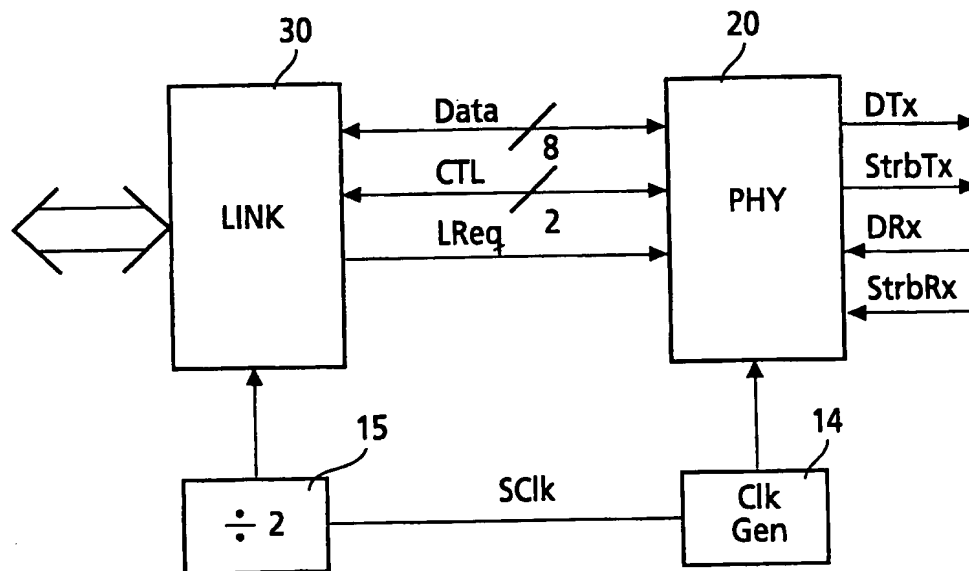 30
20
Data
8
DTx
CTL
2
StrbTx
LINK
PHY
LReq
DRx
StrbRx
15
14
÷ 2
SClk
Clk
Gen